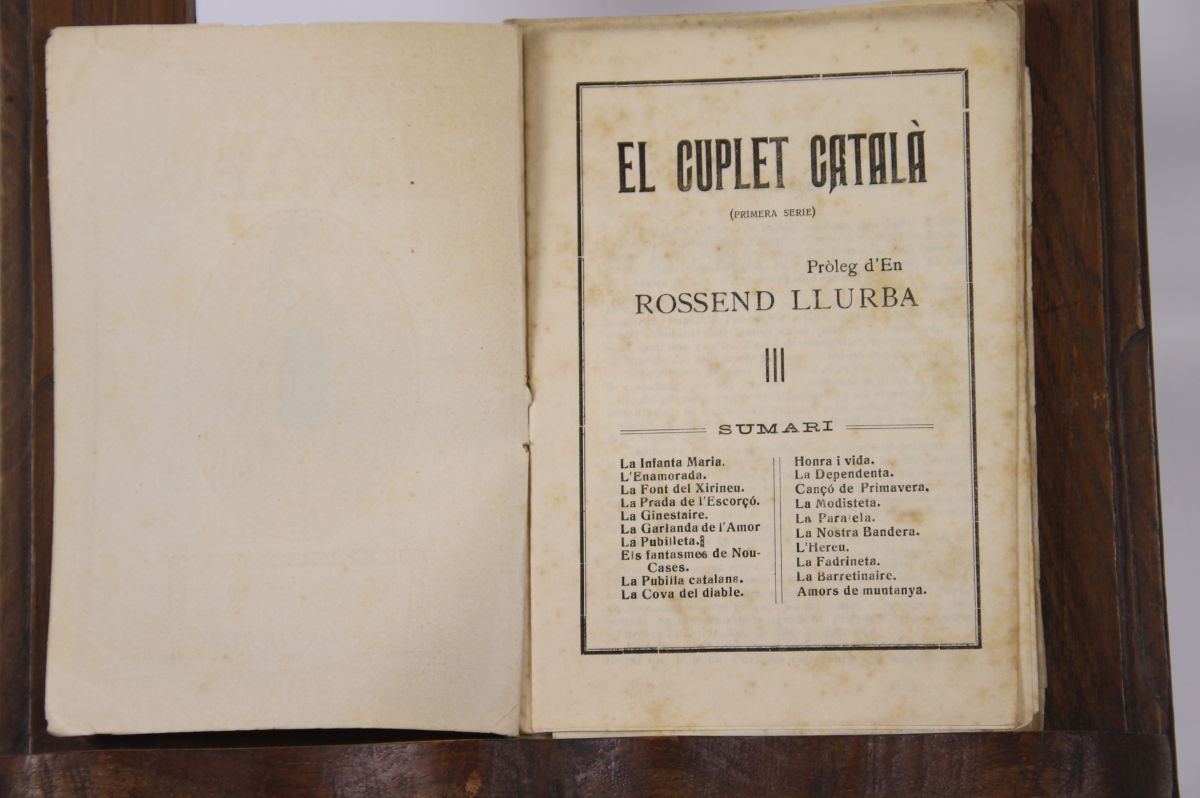 EL CUPLET CATALÀ
(PRIMERA SERIE)
Pròleg d'En
ROSSEND LLURBA
SUMARI
La Infanta Maria.
L'Enamorada.
La Font del Xirineu.
La Prada de l'Escorçó.
La Ginestaire.
La Garlanda de l'Amor
La Pubilleta.
Els fantasmes de Nou-
Cases.
La Pubilla catalana.
La Cova del diable.
Honra i vida.
La Dependenta.
Cançó de Primavera.
La Modisteta.
La Para'ela.
La Nostra Bandera.
L'Hereu.
La Fadrineta.
La Barretinaire.
Amors de muntanya.